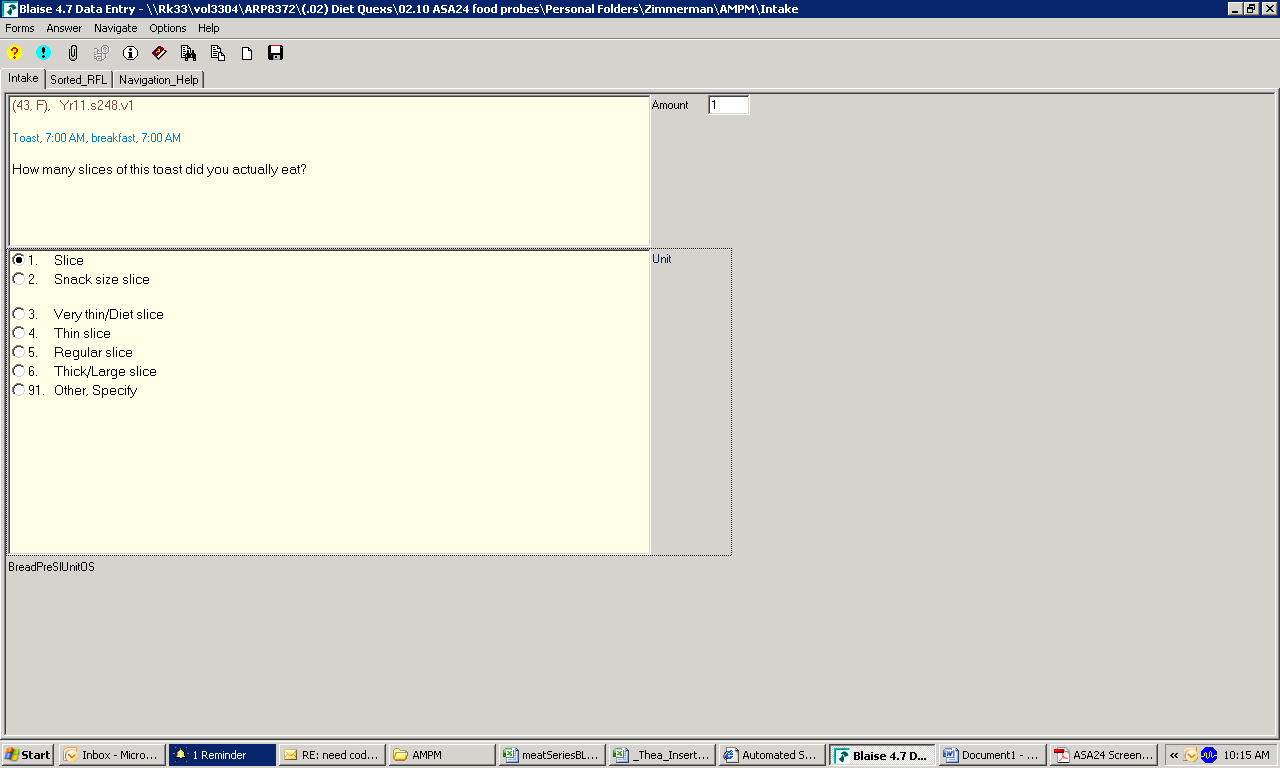 Blaise 4.7 Data Entry - \\Rk33\vol3304\ARP8372\(.02) Diet Quexs\02.10 ASA24 food probes\Personal Folders\Zimmerman\AMPM\Intake
Forms Answer Navigate Options Help
Intake Sorted_RFL Navigation_Help
(43, F), Yr11.s248.v1
Amount 1
Toast, 7:00 AM, breakfast, 7:00 AM
How many slices of this toast did you actually eat?
1. Slice
Unit
2. Snack size slice
3. Very thin/Diet slice
4. Thin slice
5. Regular slice
6. Thick/Large slice
91. Other, Specify
BreadPreSlUnitOS
Start Inbox - Micro... 1 Reminder RE: need cod... AMPM meatSeriesBL... _Thea_Insert... Automated S... Blaise 4.7 D... Document1 - ... ASA24 Screen... « 10:15 AM